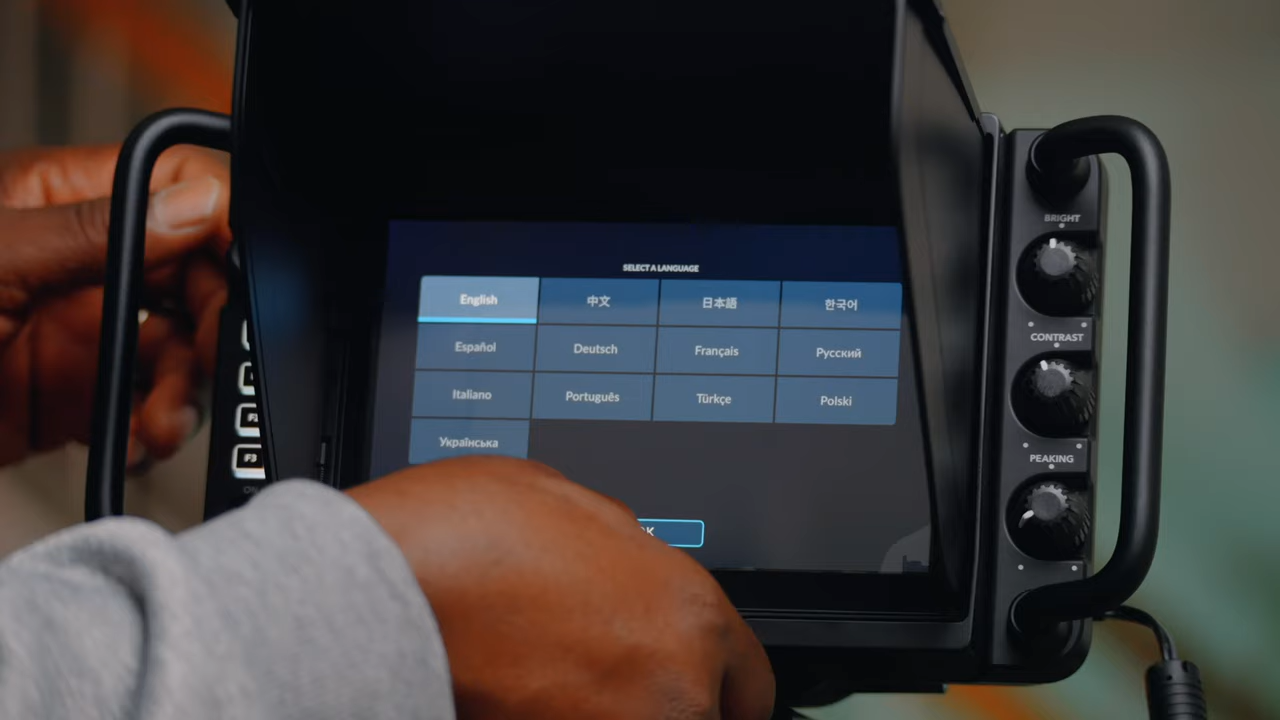 SELECT A LANGUAGE
English 中文 日本語 한국어
Español Deutsch Français Русский
Italiano Português Türkçe Polski
Українська
BRIGHT
CONTRAST
PEAKING
F3